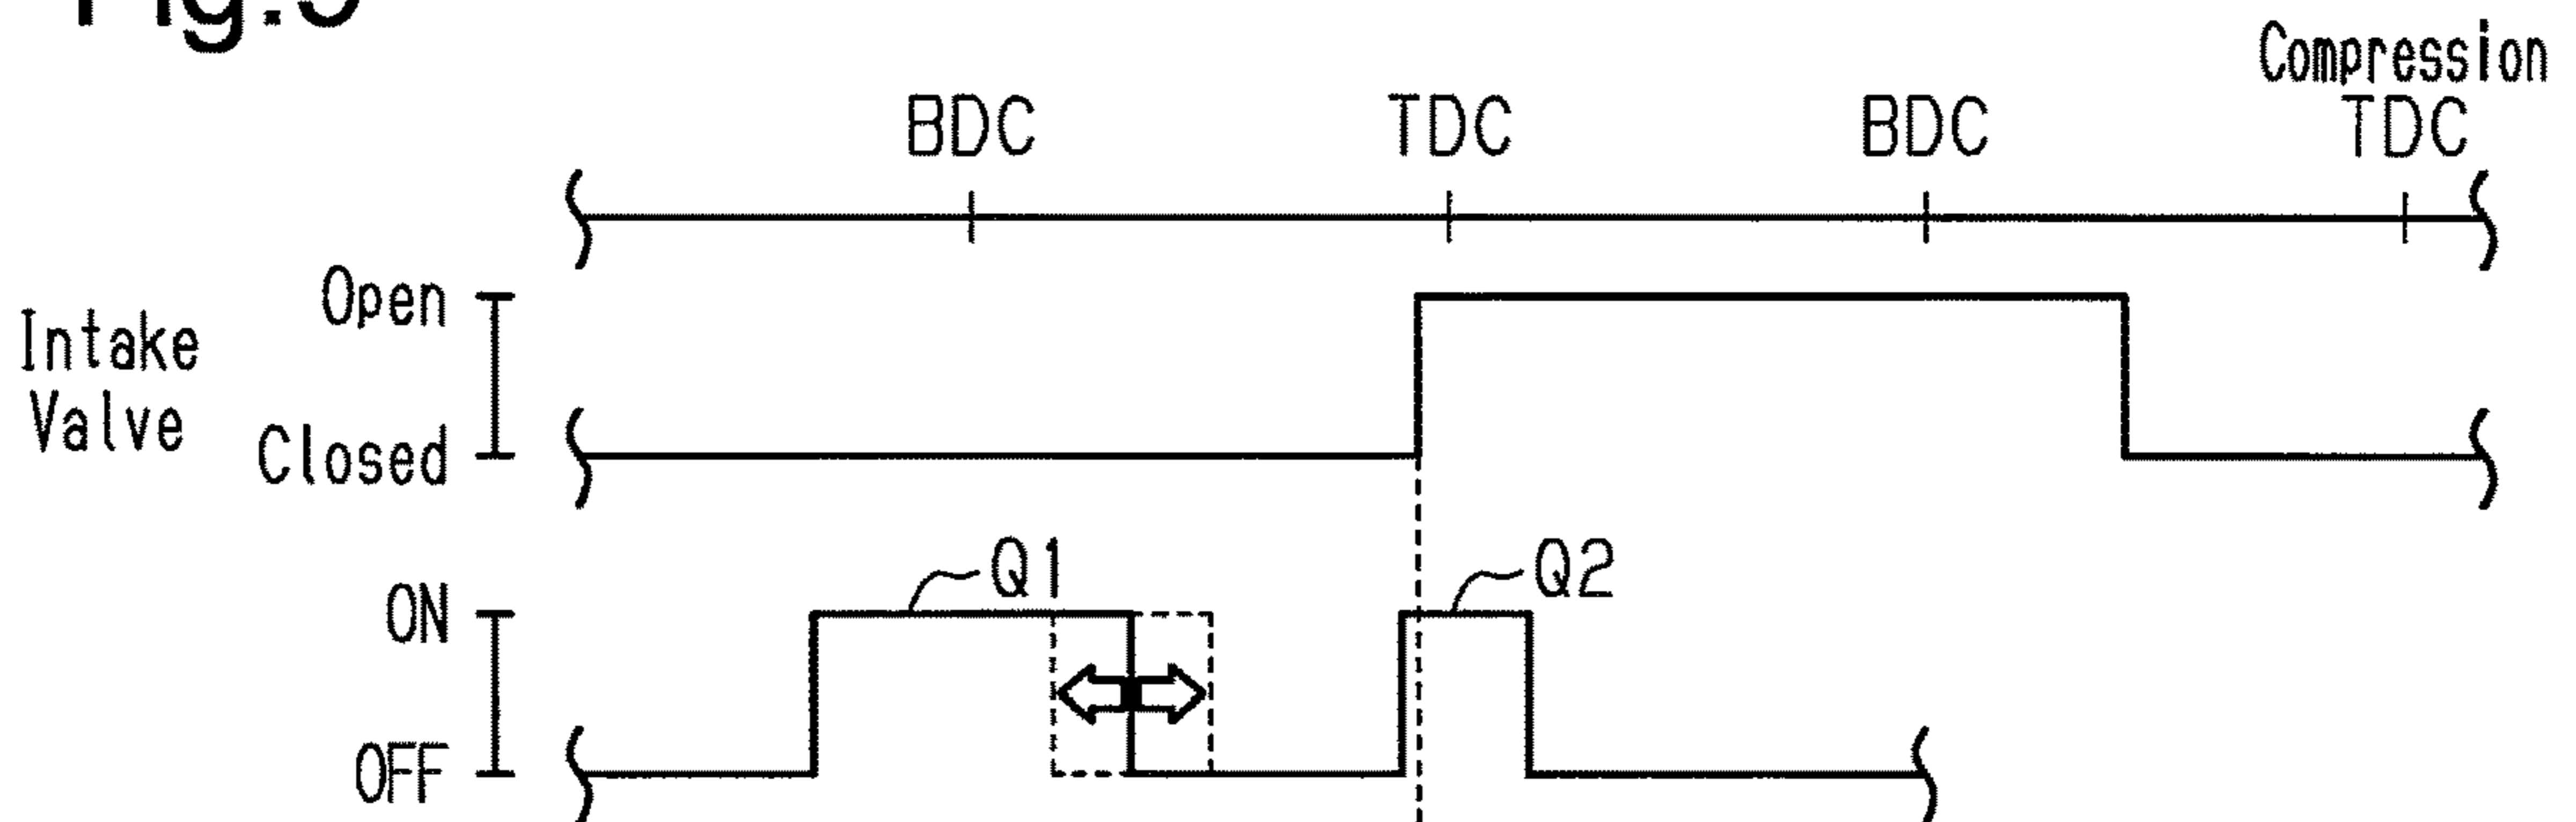 Compression
BDC TDC BDC TDC
Intake Valve
Open
Closed
Q1 Q2
ON
OFF